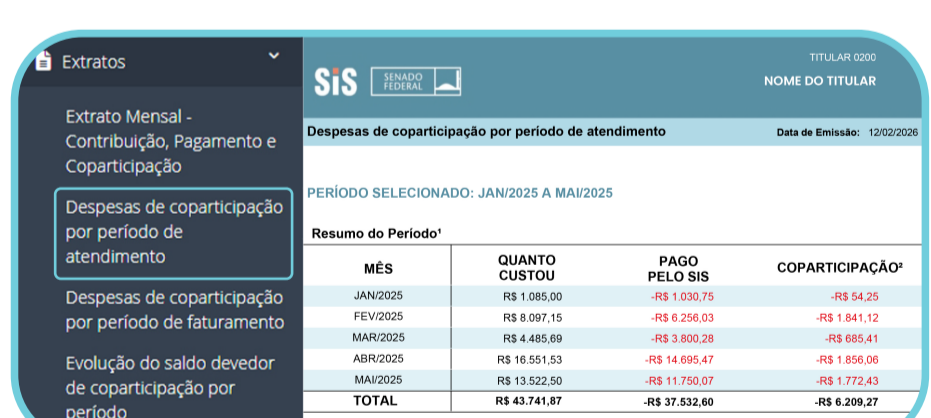 Extratos
Extrato Mensal -
Contribuição, Pagamento e
Coparticipação
Despesas de coparticipação
por período de
atendimento
Despesas de coparticipação
por período de faturamento
Evolução do saldo devedor
de coparticipação por
período
SiS SENADO FEDERAL
TITULAR 0200
NOME DO TITULAR
Despesas de coparticipação por período de atendimento Data de Emissão: 12/02/2026
PERÍODO SELECIONADO: JAN/2025 A MAI/2025
Resumo do Período¹
MÊS QUANTO CUSTOU PAGO PELO SIS COPARTICIPAÇÃO²
JAN/2025 R$ 1.085,00 -R$ 1.030,75 -R$ 54,25
FEV/2025 R$ 8.097,15 -R$ 6.256,03 -R$ 1.841,12
MAR/2025 R$ 4.485,69 -R$ 3.800,28 -R$ 685,41
ABR/2025 R$ 16.551,53 -R$ 14.695,47 -R$ 1.856,06
MAI/2025 R$ 13.522,50 -R$ 11.750,07 -R$ 1.772,43
TOTAL R$ 43.741,87 -R$ 37.532,60 -R$ 6.209,27